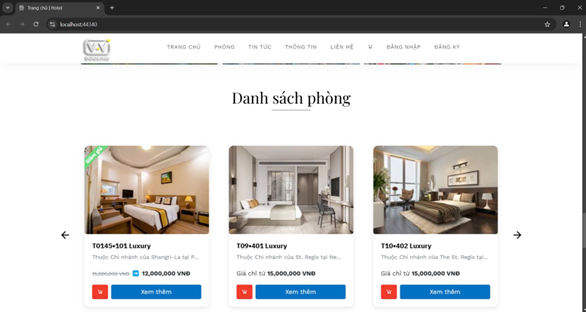 Trang chủ | Hotel
localhost:44340
TRANG CHỦ PHÒNG TIN TỨC THÔNG TIN LIÊN HỆ ĐĂNG NHẬP ĐĂNG KÝ
Danh sách phòng
Giảm giá
T0145•101 Luxury
Thuộc Chi nhánh của Shangri-La tại P...
15,000,000 VNĐ 12,000,000 VNĐ
Xem thêm
T09•401 Luxury
Thuộc Chi nhánh của St. Regis tại Ne...
Giá chỉ từ 15,000,000 VNĐ
Xem thêm
T10•402 Luxury
Thuộc Chi nhánh của The St. Regis tại...
Giá chỉ từ 15,000,000 VNĐ
Xem thêm